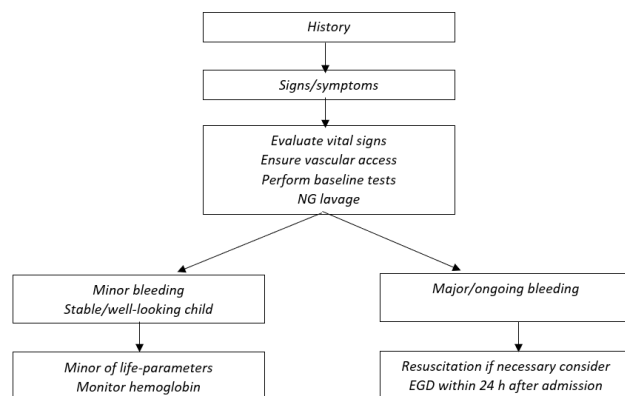 History
Signs/symptoms
Evaluate vital signs
Ensure vascular access
Perform baseline tests
NG lavage
Minor bleeding
Stable/well-looking child
Major/ongoing bleeding
Minor of life-parameters
Monitor hemoglobin
Resuscitation if necessary consider
EGD within 24 h after admission